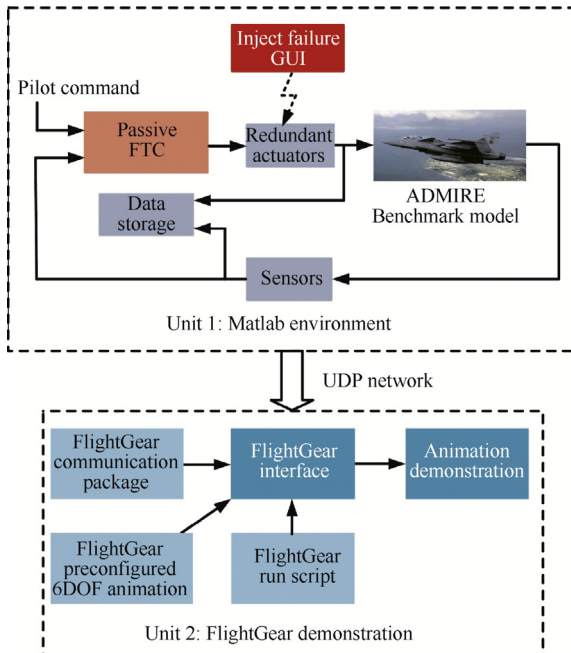 Inject failure
GUI
Pilot command
Passive
FTC
Redundant
actuators
ADMIRE
Benchmark model
Data
storage
Sensors
Unit 1: Matlab environment
UDP network
FlightGear
communication
package
FlightGear
interface
Animation
demonstration
FlightGear
preconfigured
6DOF animation
FlightGear
run script
Unit 2: FlightGear demonstration